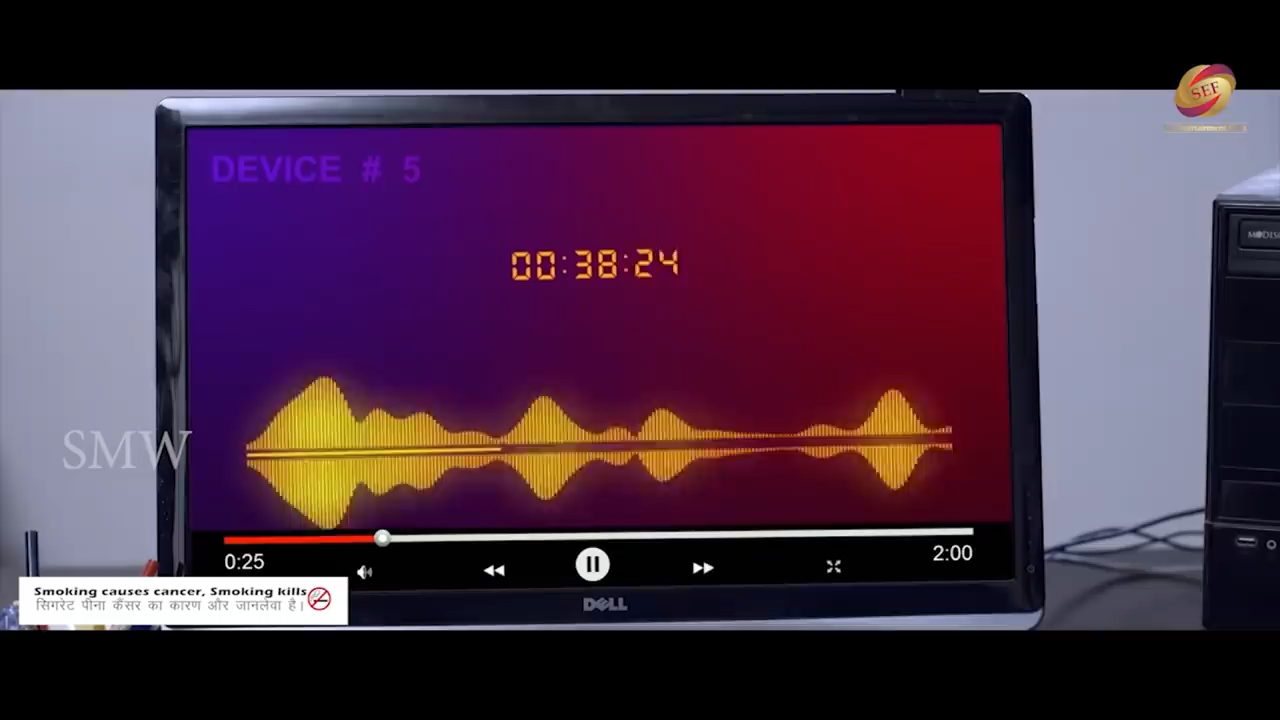 SEF
DEVICE # 5
00:38:24
SMW
0:25
2:00
DELL
Smoking causes cancer, Smoking kills
सिगरेट पीना कैंसर का कारण और जानलेवा है।